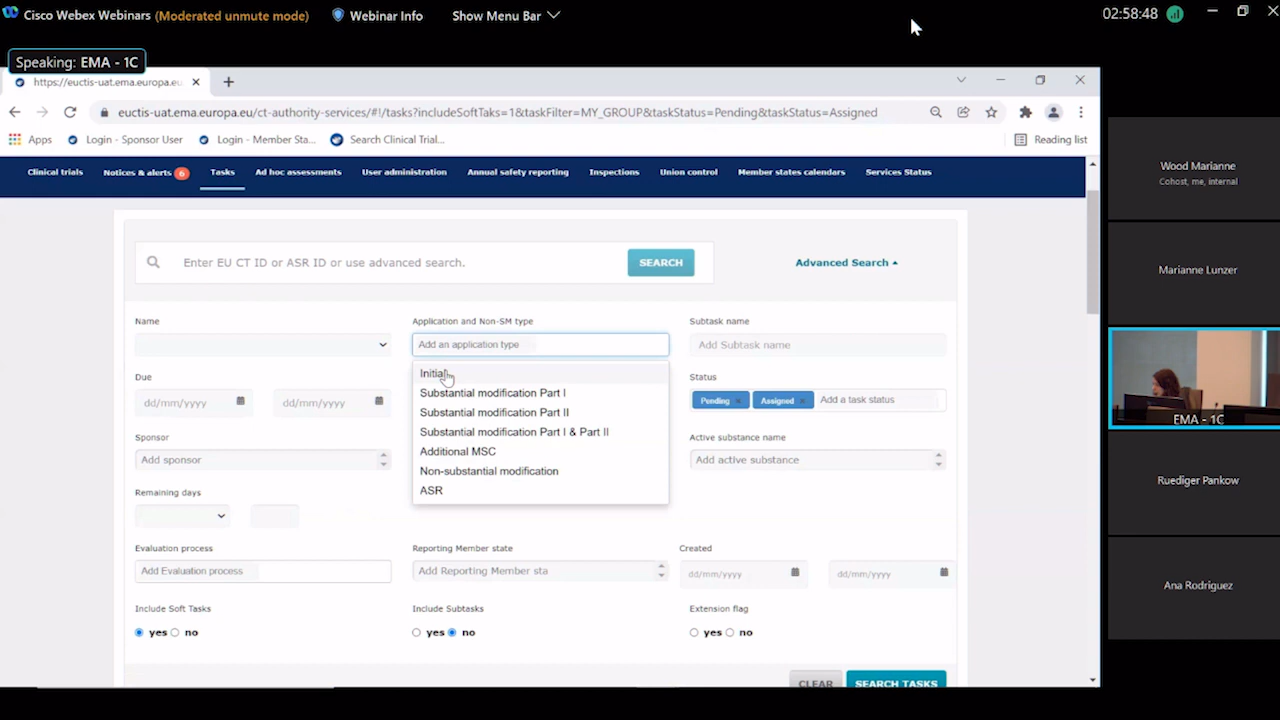 Cisco Webex Webinars (Moderated unmute mode) Webinar Info Show Menu Bar 02:58:48
Speaking: EMA - 1C
https://euctis-uat.ema.europa.eu
euctis-uat.ema.europa.eu/ct-authority-services/#!/tasks?includeSoftTaks=1&taskFilter=MY_GROUP&taskStatus=Pending&taskStatus=Assigned
Apps Login - Sponsor User Login - Member Sta... Search Clinical Trial... Reading list
Clinical trials Notices & alerts 6 Tasks Ad hoc assessments User administration Annual safety reporting Inspections Union control Member states calendars Services Status
Enter EU CT ID or ASR ID or use advanced search. SEARCH Advanced Search
Name Application and Non-SM type Subtask name
Add an application type Add Subtask name
Initial
Due Status
Substantial modification Part I
dd/mm/yyyy dd/mm/yyyy Pending Assigned Add a task status
Substantial modification Part II
Substantial modification Part I & Part II
Sponsor Active substance name
Additional MSC
Add sponsor Add active substance
Non-substantial modification
ASR
Remaining days
Evaluation process Reporting Member state Created
Add Evaluation process Add Reporting Member sta dd/mm/yyyy dd/mm/yyyy
Include Soft Tasks Include Subtasks Extension flag
yes no yes no yes no
CLEAR SEARCH TASKS
Wood Marianne
Cohost, me, internal
Marianne Lunzer
EMA - 1C
Ruediger Pankow
Ana Rodriguez